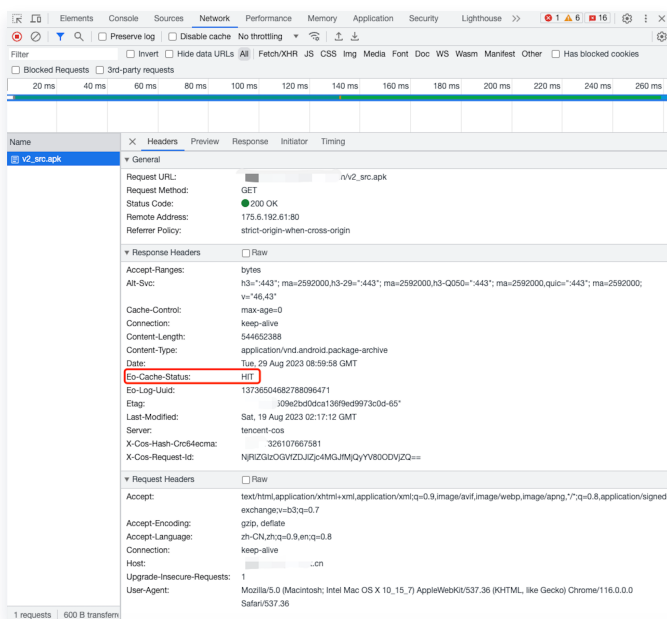 Elements Console Sources Network Performance Memory Application Security Lighthouse 1 6 16
Preserve log Disable cache No throttling
Filter Invert Hide data URLs All Fetch/XHR JS CSS Img Media Font Doc WS Wasm Manifest Other Has blocked cookies
Blocked Requests 3rd-party requests
20 ms 40 ms 60 ms 80 ms 100 ms 120 ms 140 ms 160 ms 180 ms 200 ms 220 ms 240 ms 260 ms
Name Headers Preview Response Initiator Timing
v2_src.apk General
Request URL: n/v2_src.apk
Request Method: GET
Status Code: 200 OK
Remote Address: 175.6.192.61:80
Referrer Policy: strict-origin-when-cross-origin
Response Headers Raw
Accept-Ranges: bytes
Alt-Svc: h3=":443"; ma=2592000,h3-29=":443"; ma=2592000,h3-Q050=":443"; ma=2592000,quic=":443"; ma=2592000;
v="46,43"
Cache-Control: max-age=0
Connection: keep-alive
Content-Length: 544652388
Content-Type: application/vnd.android.package-archive
Date: Tue, 29 Aug 2023 08:59:58 GMT
Eo-Cache-Status: HIT
Eo-Log-Uuid: 13736504682788096471
Etag: 509e2bd0dca136f9ed9973c0d-65"
Last-Modified: Sat, 19 Aug 2023 02:17:12 GMT
Server: tencent-cos
X-Cos-Hash-Crc64ecma: 326107667581
X-Cos-Request-Id:
Request Headers Raw
Accept: text/html,application/xhtml+xml,application/xml;q=0.9,image/avif,image/webp,image/apng,*/*;q=0.8,application/signed
exchange;v=b3;q=0.7
Accept-Encoding: gzip, deflate
Accept-Language: zh-CN,zh;q=0.9,en;q=0.8
Connection: keep-alive
Host: .cn
Upgrade-Insecure-Requests: 1
User-Agent: Mozilla/5.0 (Macintosh; Intel Mac OS X 10_15_7) AppleWebKit/537.36 (KHTML, like Gecko) Chrome/116.0.0.0
Safari/537.36
1 requests 600 B transferre